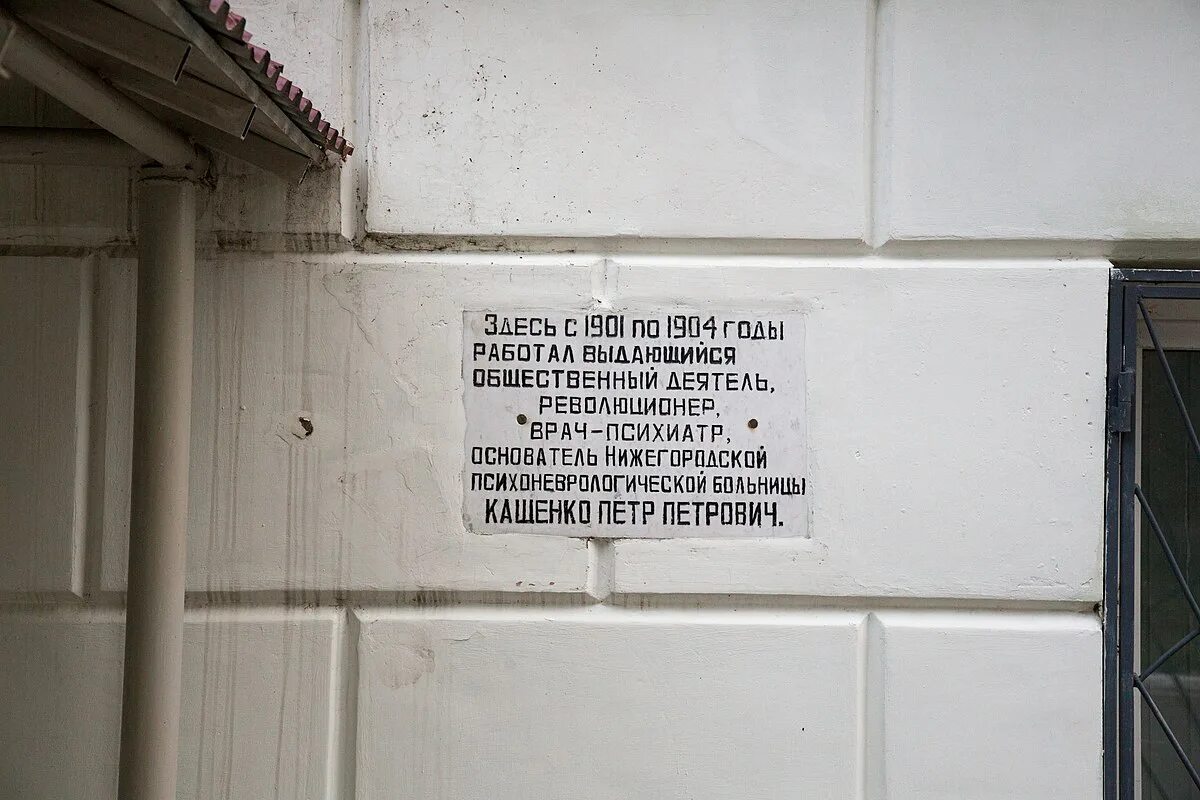 Здесь с 1901 по 1904 годы
работал выдающийся
общественный деятель,
революционер,
врач-психиатр,
основатель Нижегородской
психоневрологической больницы
КАЩЕНКО ПЕТР ПЕТРОВИЧ.